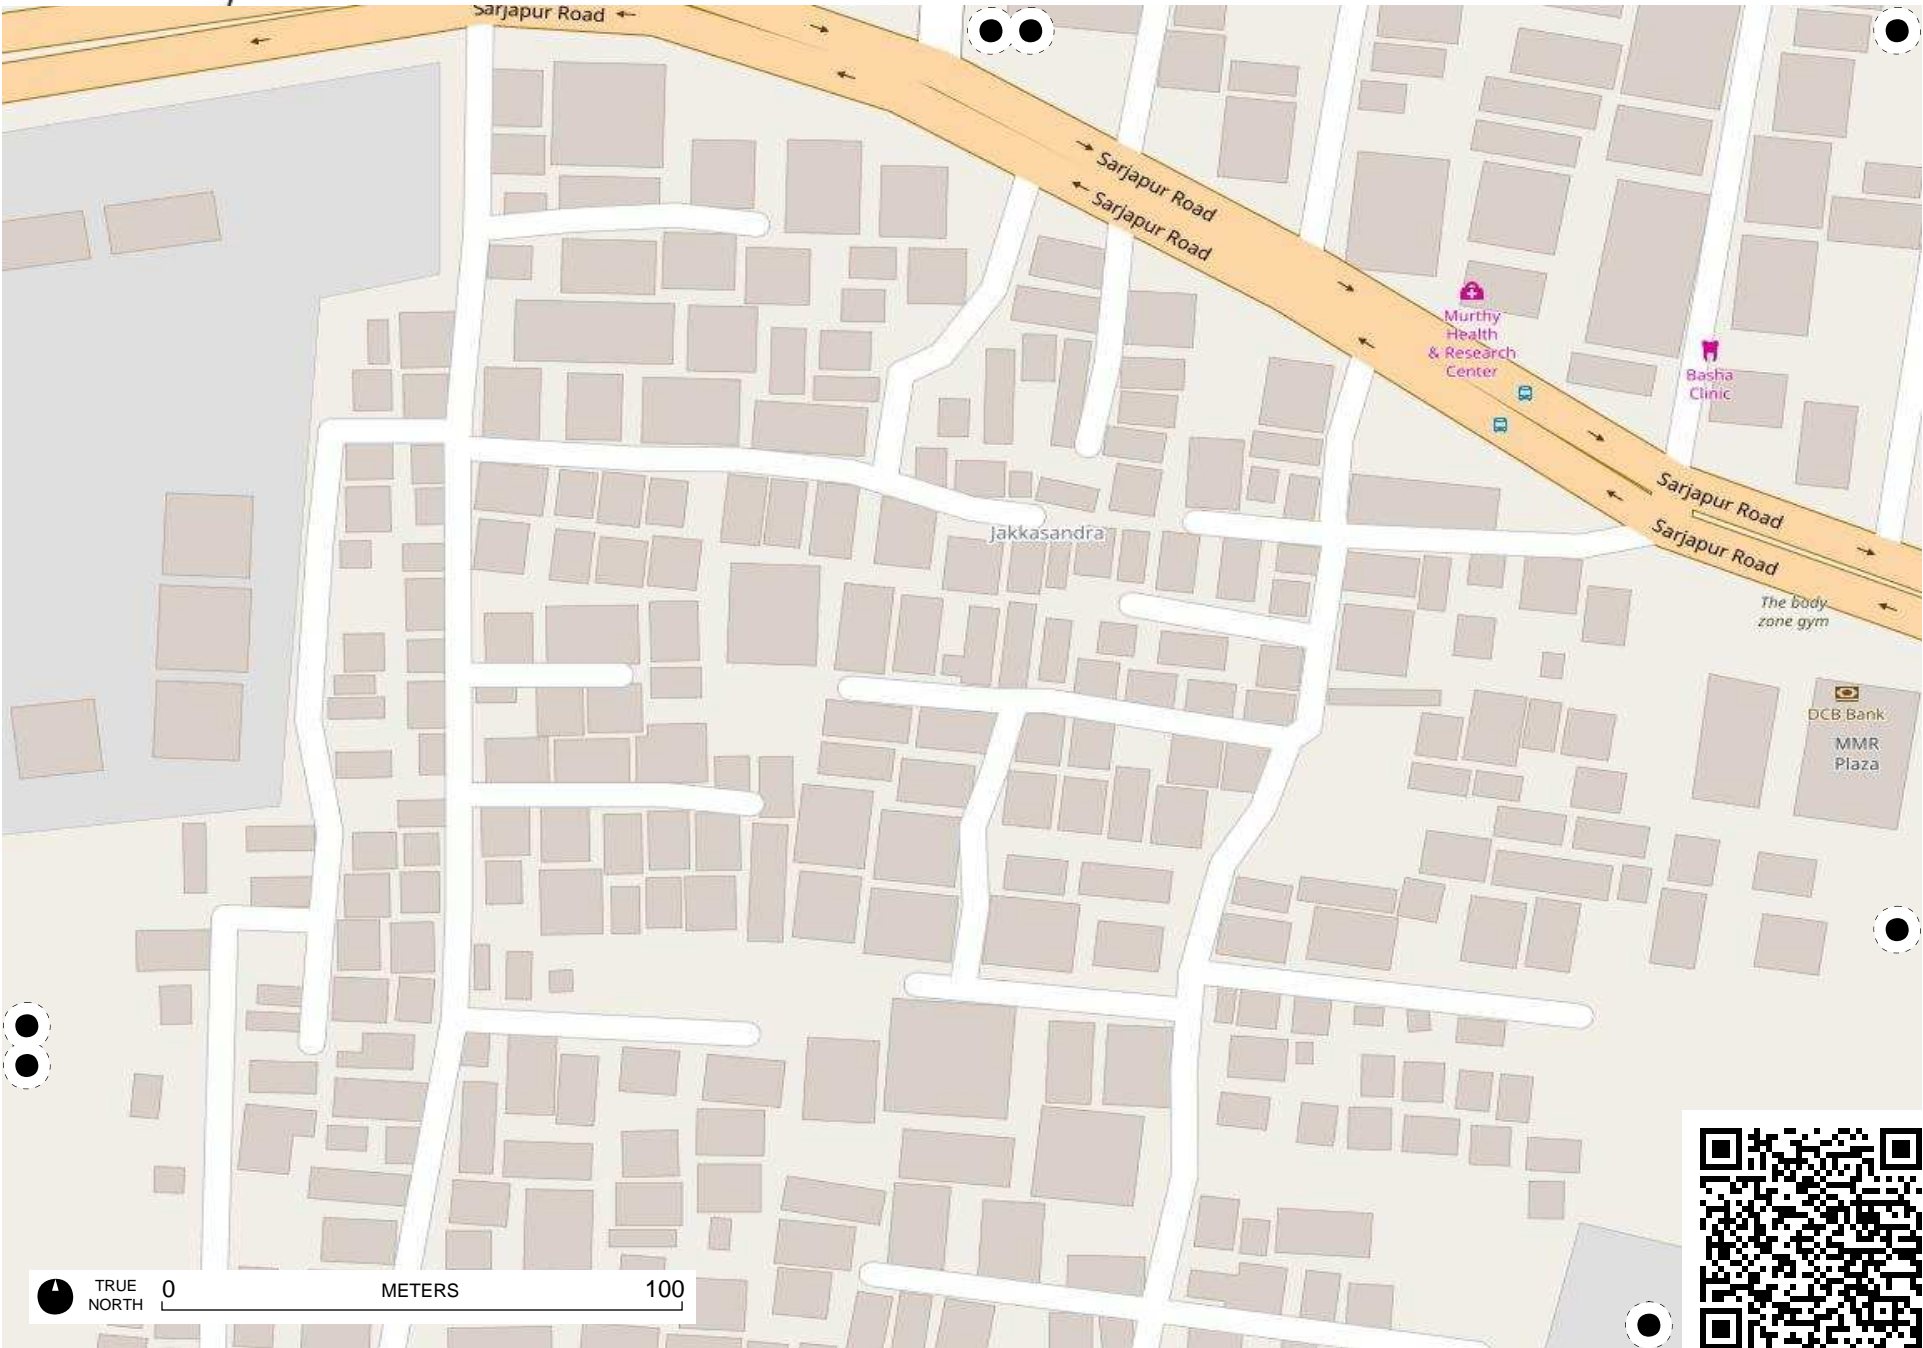 Sarjapur Road
Sarjapur Road
Sarjapur Road
Murthy
Health
& Research
Center
Basha
Clinic
Sarjapur Road
Jakkasandra
Sarjapur Road
The body
zone gym
DCB Bank
MMR
Plaza
TRUE
NORTH
0 METERS 100